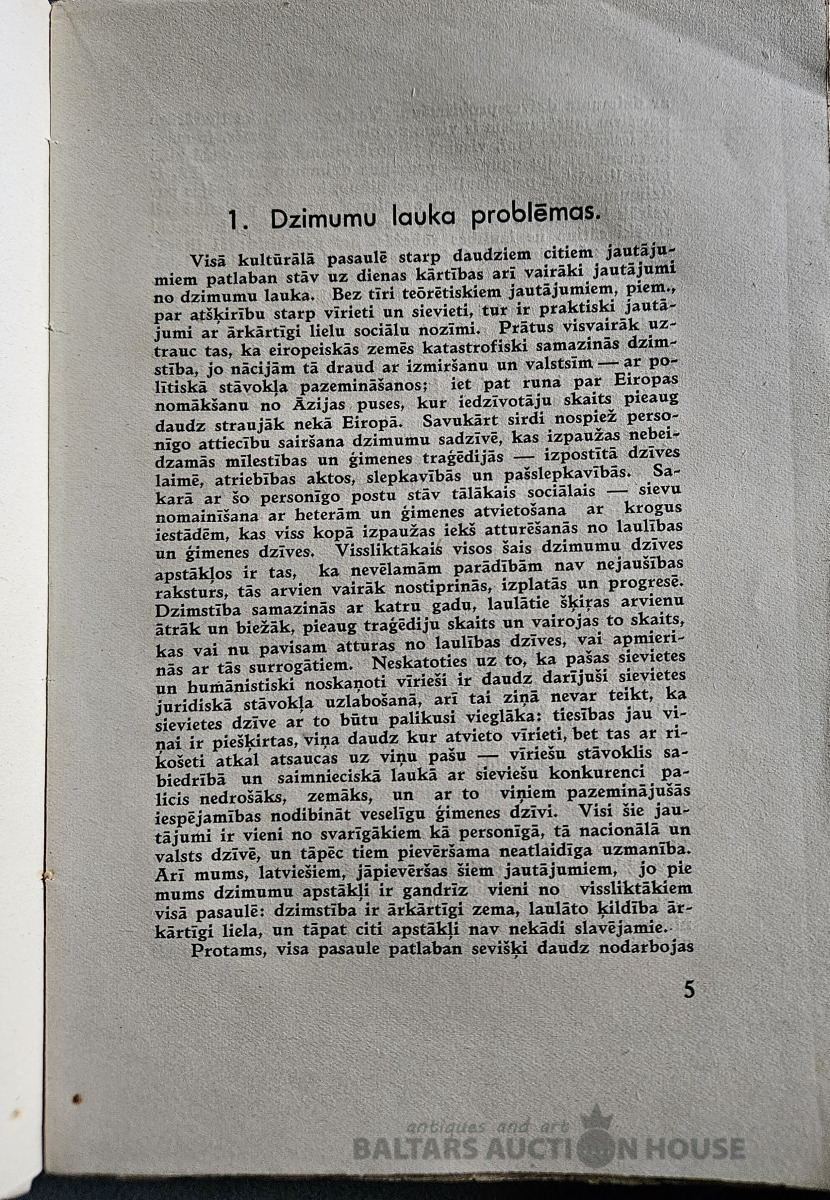 1. Dzimumu lauka problēmas.
Visā kultūrālā pasaulē starp daudziem citiem jautāju-
miem patlaban stāv uz dienas kārtības arī vairāki jautājumi
no dzimumu lauka. Bez tīri teōrētiskiem jautājumiem, piem.,
par atšķirību starp vīrieti un sievieti, tur ir praktiski jautā-
jumi ar ārkārtīgi lielu sociālu nozīmi. Prātus visvairāk uz-
trauc tas, ka eiropeiskās zemēs katastrofiski samazinās dzim-
stība, jo nācijām tā draud ar izmiršanu un valstsīm — ar po-
lītiskā stāvokļa pazemināšanos; iet pat runa par Eiropas
nomākšanu no Āzijas puses, kur iedzīvotāju skaits pieaug
daudz straujāk nekā Eiropā. Savukārt sirdi nospiež perso-
nīgo attiecību sairšana dzimumu sadzīvē, kas izpaužas nebei-
dzamās mīlestības un ģimenes traģēdijās — izpostītā dzīves
laimē, atriebības aktos, slepkavībās un pašslepkavībās. Sa-
karā ar šo personīgo postu stāv tālākais sociālais — sievu
nomainīšana ar heterām un ģimenes atvietošana ar krogus
iestādēm, kas viss kopā izpaužas iekš atturēšanās no laulības
un ģimenes dzīves. Vissliktākais visos šais dzimumu dzīves
apstākļos ir tas, ka nevēlamām parādībām nav nejaušības
raksturs, tās arvien vairāk nostiprinās, izplatās un progresē.
Dzimstība samazinās ar katru gadu, laulātie šķiŗas arvienu
ātrāk un biežāk, pieaug traģēdiju skaits un vairojas to skaits,
kas vai nu pavisam atturas no laulības dzīves, vai apmieri-
nās ar tās surrogātiem. Neskatoties uz to, ka pašas sievietes
un humānistiski noskaņoti vīrieši ir daudz darījuši sievietes
juridiskā stāvokļa uzlabošanā, arī tai ziņā nevar teikt, ka
sievietes dzīve ar to būtu palikusi vieglāka: tiesības jau vi-
ņai ir piešķirtas, viņa daudz kur atvieto vīrieti, bet tas ar ri-
košeti atkal atsaucas uz viņu pašu — vīriešu stāvoklis sa-
biedrībā un saimnieciskā laukā ar sieviešu konkurenci pa-
licis nedrošāks, zemāks, un ar to viņiem pazeminājušās
iespējamības nodibināt veselīgu ģimenes dzīvi. Visi šie jau-
tājumi ir vieni no svarīgākiem kā personīgā, tā nacionālā un
valsts dzīvē, un tāpēc tiem pievēršama neatlaidīga uzmanība.
Arī mums, latviešiem, jāpievēršas šiem jautājumiem, jo pie
mums dzimumu apstākļi ir gandrīz vieni no vissliktākiem
visā pasaulē: dzimstība ir ārkārtīgi zema, laulāto ķildība ār-
kārtīgi liela, un tāpat citi apstākļi nav nekādi slavējamie.
Protams, visa pasaule patlaban sevišķi daudz nodarbojas
5
antiques and art
BALTARS AUCTION HOUSE